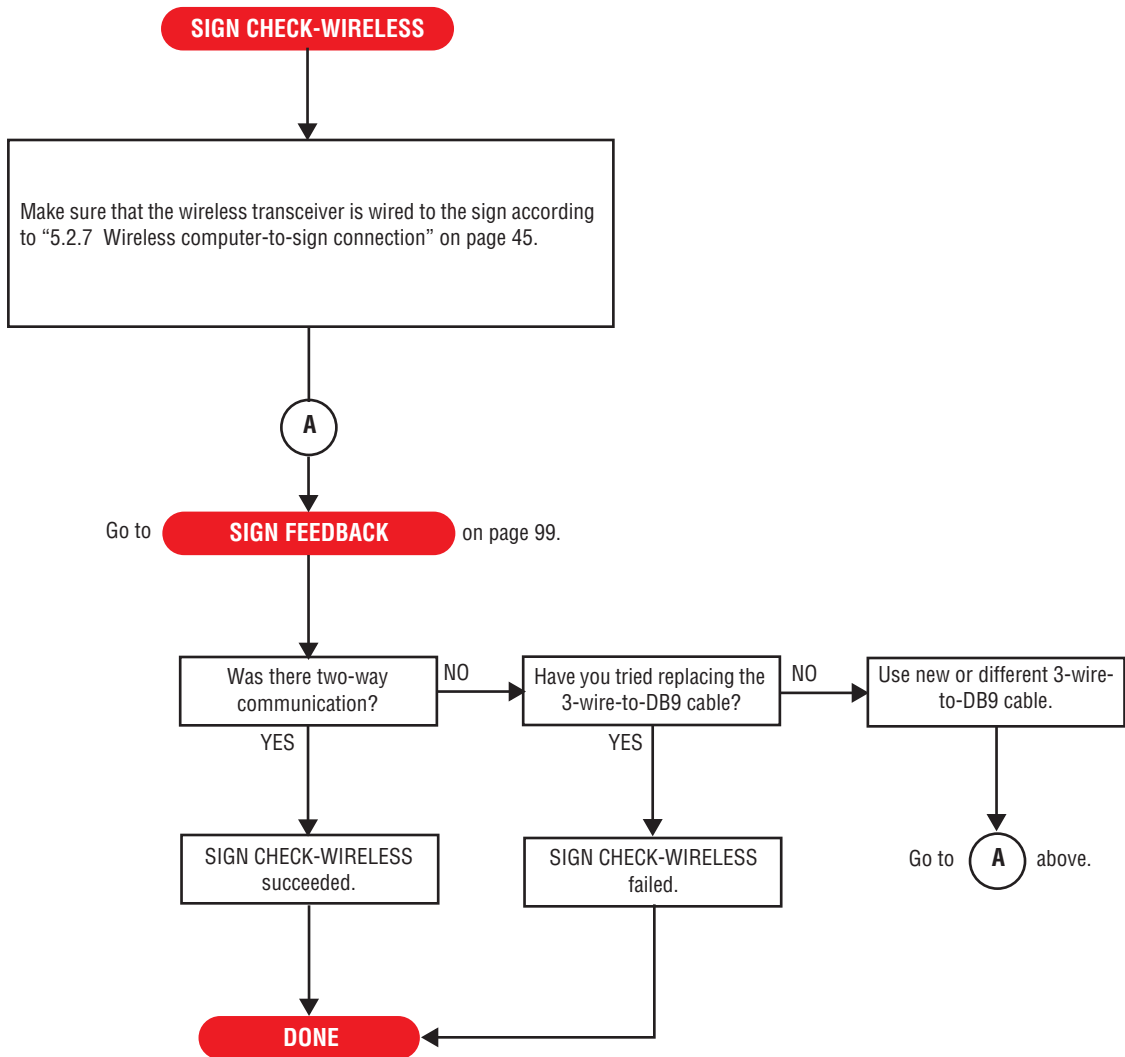 SIGN CHECK-WIRELESS
Make sure that the wireless transceiver is wired to the sign according
to “5.2.7  Wireless computer-to-sign connection” on page 45.
A
Go to SIGN FEEDBACK on page 99.
Was there two-way
communication?
NO
Have you tried replacing the
3-wire-to-DB9 cable?
NO
Use new or different 3-wire-
to-DB9 cable.
YES
YES
SIGN CHECK-WIRELESS
succeeded.
SIGN CHECK-WIRELESS
failed.
Go to A above.
DONE